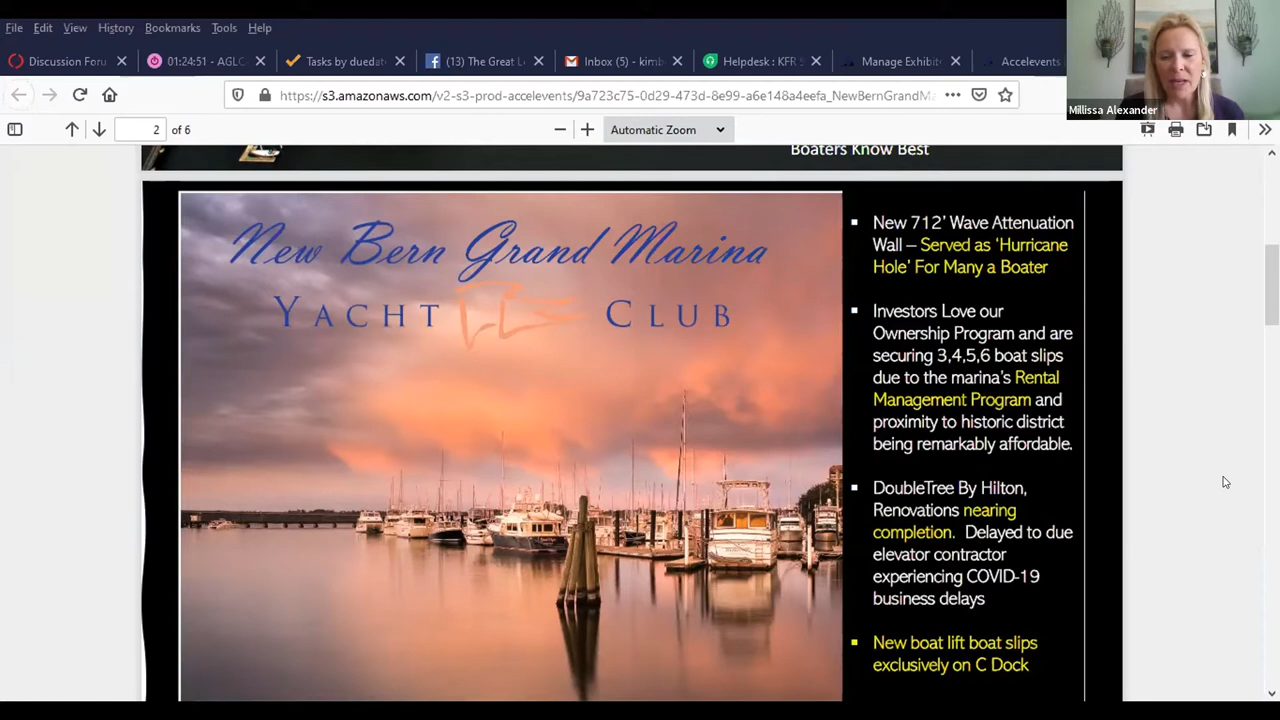 File Edit View History Bookmarks Tools Help
Discussion Foru
01:24:51 - AGLC
Tasks by duedat
(13) The Great L
Inbox (5) - kimb
Helpdesk : KFR S
Manage Exhibit
Accelevents
https://s3.amazonaws.com/v2-s3-prod-accelevents/9a723c75-0d29-473d-8e99-a6e148a4eefa_NewBernGrandMa
Millissa Alexander
2 of 6
Automatic Zoom
Boaters Know Best
New Bern Grand Marina
YACHT CLUB
New 712’ Wave Attenuation
Wall – Served as ‘Hurricane
Hole’ For Many a Boater
Investors Love our
Ownership Program and are
securing 3,4,5,6 boat slips
due to the marina’s Rental
Management Program and
proximity to historic district
being remarkably affordable.
DoubleTree By Hilton,
Renovations nearing
completion. Delayed to due
elevator contractor
experiencing COVID-19
business delays
New boat lift boat slips
exclusively on C Dock